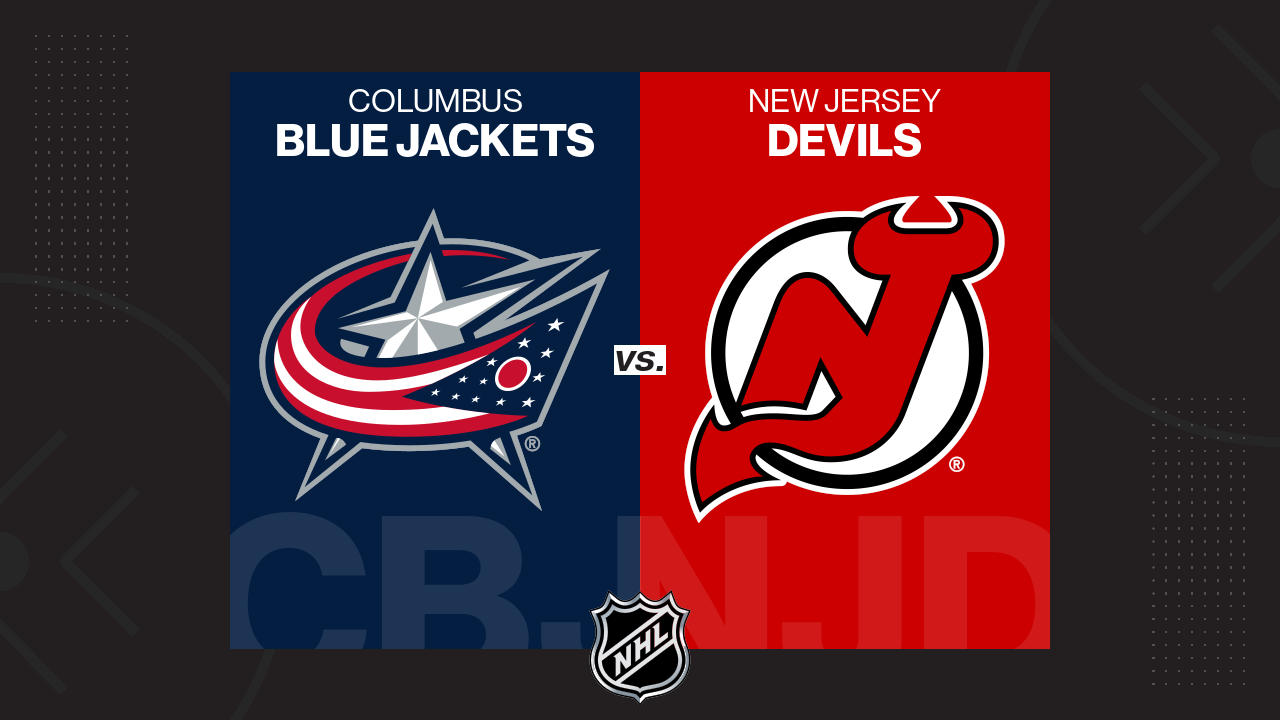 COLUMBUS
BLUE JACKETS
NEW JERSEY
DEVILS
vs.
®
®
CBJ
NJD
NHL